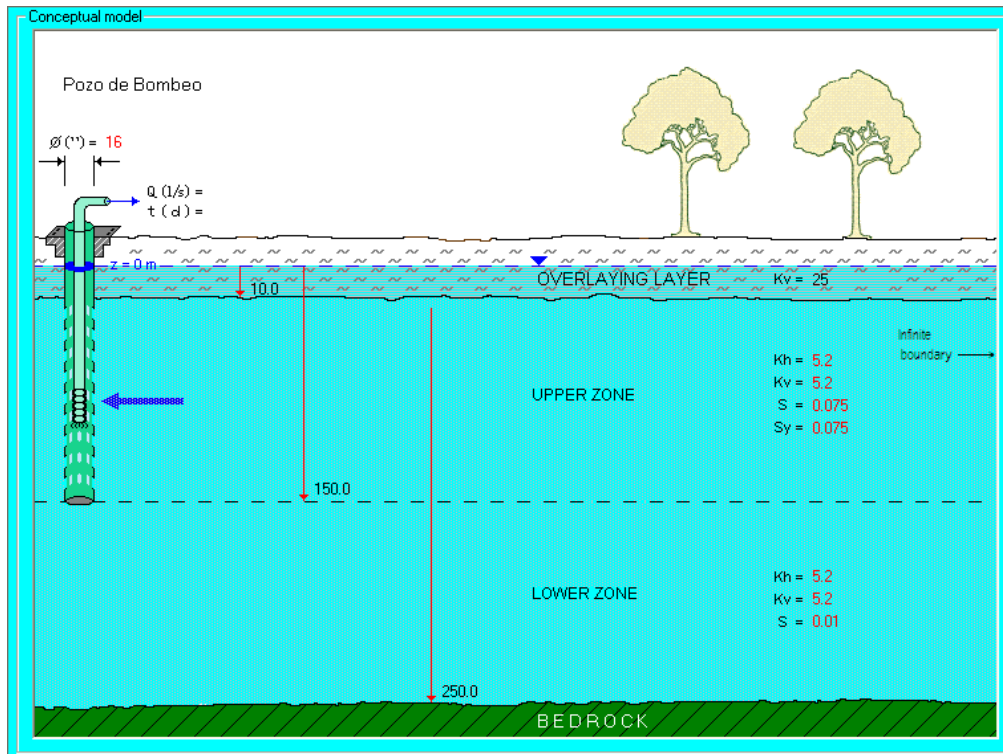 Conceptual model
Pozo de Bombeo
Ø (") = 16
Q (l/s) =
t (d) =
z = 0 m
OVERLAYING LAYER Kv = 25
10.0
Infinite
boundary
Kh = 5.2
Kv = 5.2
UPPER ZONE
S = 0.075
Sy = 0.075
150.0
Kh = 5.2
LOWER ZONE Kv = 5.2
S = 0.01
250.0
BEDROCK